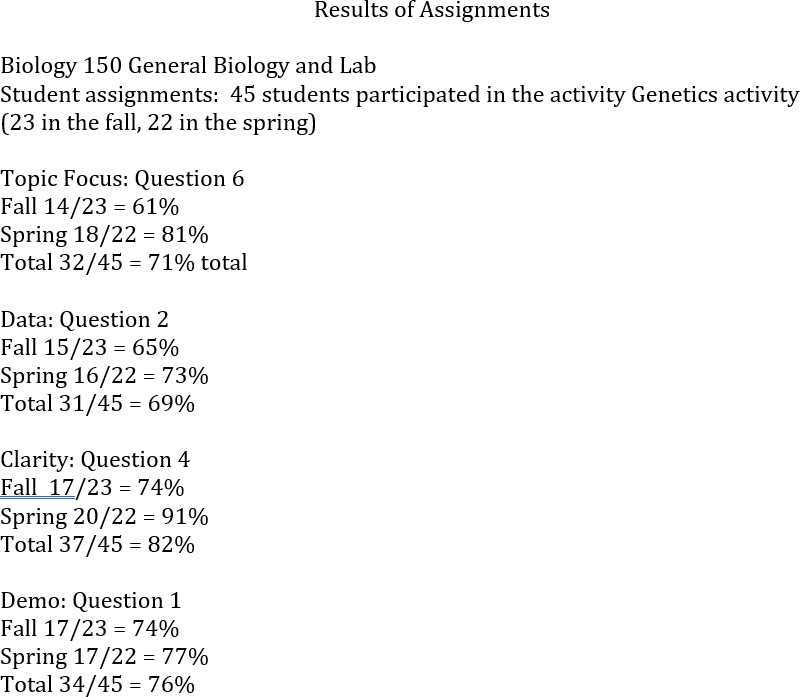 Results of Assignments
Biology 150 General Biology and Lab
Student assignments:  45 students participated in the activity Genetics activity
(23 in the fall, 22 in the spring)
Topic Focus: Question 6
Fall 14/23 = 61%
Spring 18/22 = 81%
Total 32/45 = 71% total
Data: Question 2
Fall 15/23 = 65%
Spring 16/22 = 73%
Total 31/45 = 69%
Clarity: Question 4
Fall  17/23 = 74%
Spring 20/22 = 91%
Total 37/45 = 82%
Demo: Question 1
Fall 17/23 = 74%
Spring 17/22 = 77%
Total 34/45 = 76%